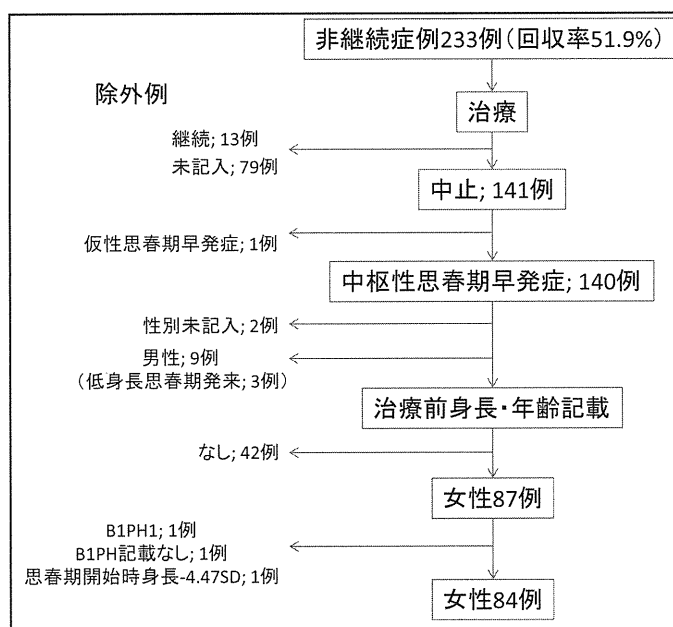 非継続症例233例(回収率51.9%)
除外例
治療
継続; 13例
未記入; 79例
中止; 141例
仮性思春期早発症; 1例
中枢性思春期早発症; 140例
性別未記入; 2例
男性; 9例
(低身長思春期発来; 3例)
治療前身長・年齢記載
なし; 42例
女性87例
B1PH1; 1例
B1PH記載なし; 1例
思春期開始時身長-4.47SD; 1例
女性84例